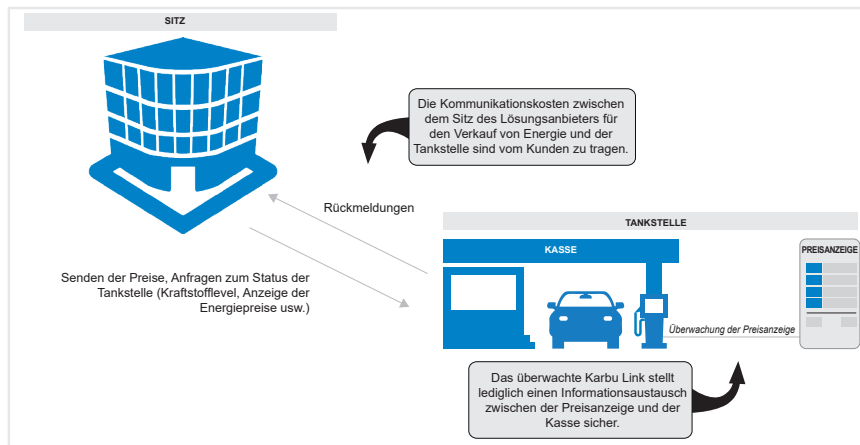 SITZ
Die Kommunikationskosten zwischen
dem Sitz des Lösungsanbieters für
den Verkauf von Energie und der
Tankstelle sind vom Kunden zu tragen.
Rückmeldungen
TANKSTELLE
KASSE
PREISANZEIGE
Senden der Preise, Anfragen zum Status der
Tankstelle (Kraftstofflevel, Anzeige der
Energiepreise usw.)
Überwachung der Preisanzeige
Das überwachte Karbu Link stellt
lediglich einen Informationsaustausch
zwischen der Preisanzeige und der
Kasse sicher.